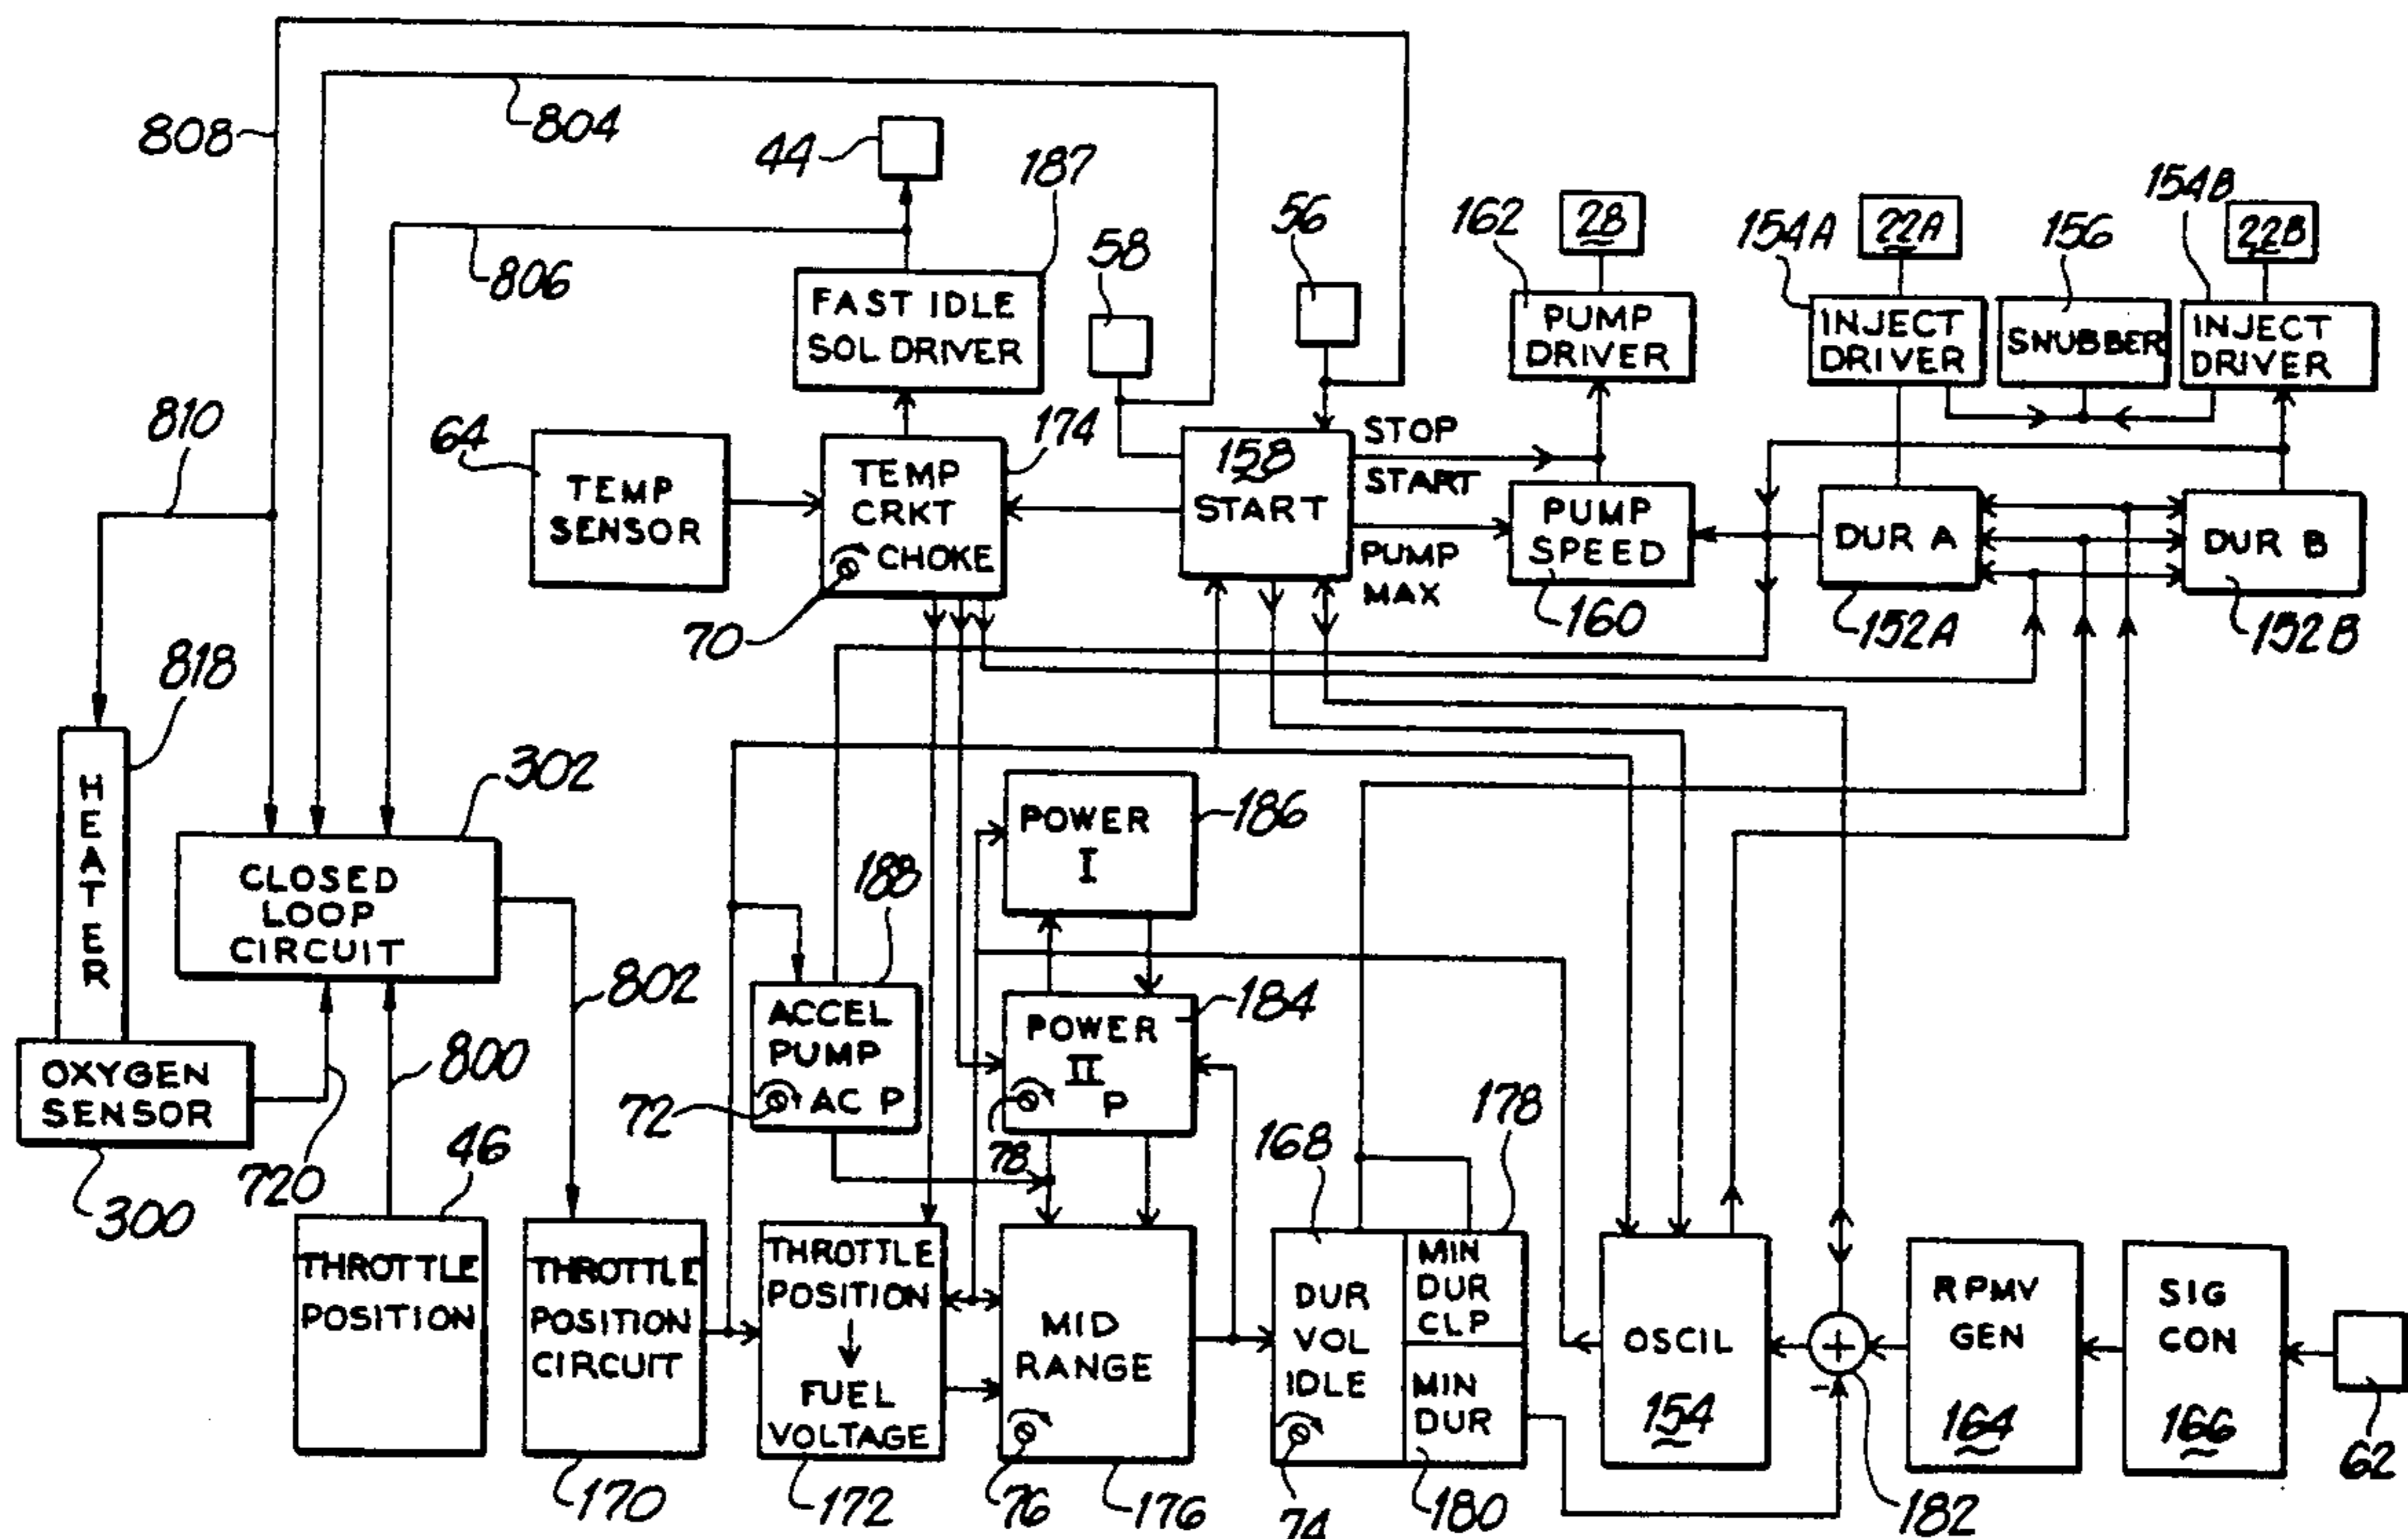 808
804
44
187
806
58
56
162
28
154A
22A
156
154B
22B
FAST IDLE
SOL DRIVER
PUMP
DRIVER
INJECT
DRIVER
SNUBBER
INJECT
DRIVER
810
64
174
TEMP
SENSOR
TEMP
CRKT
CHOKE
70
158
START
STOP
START
PUMP
MAX
PUMP
SPEED
160
DUR A
152A
DUR B
152B
818
HEATER
302
CLOSED
LOOP
CIRCUIT
802
188
POWER
I
186
ACCEL
PUMP
AC P
72
POWER
II
P
184
78
OXYGEN
SENSOR
300
720
800
46
168
178
THROTTLE
POSITION
THROTTLE
POSITION
CIRCUIT
170
THROTTLE
POSITION
FUEL
VOLTAGE
172
MID
RANGE
76
176
DUR
VOL
IDLE
74
MIN
DUR
CLP
MIN
DUR
180
OSCIL
154
+
-
182
RPMV
GEN
164
SIG
CON
166
62